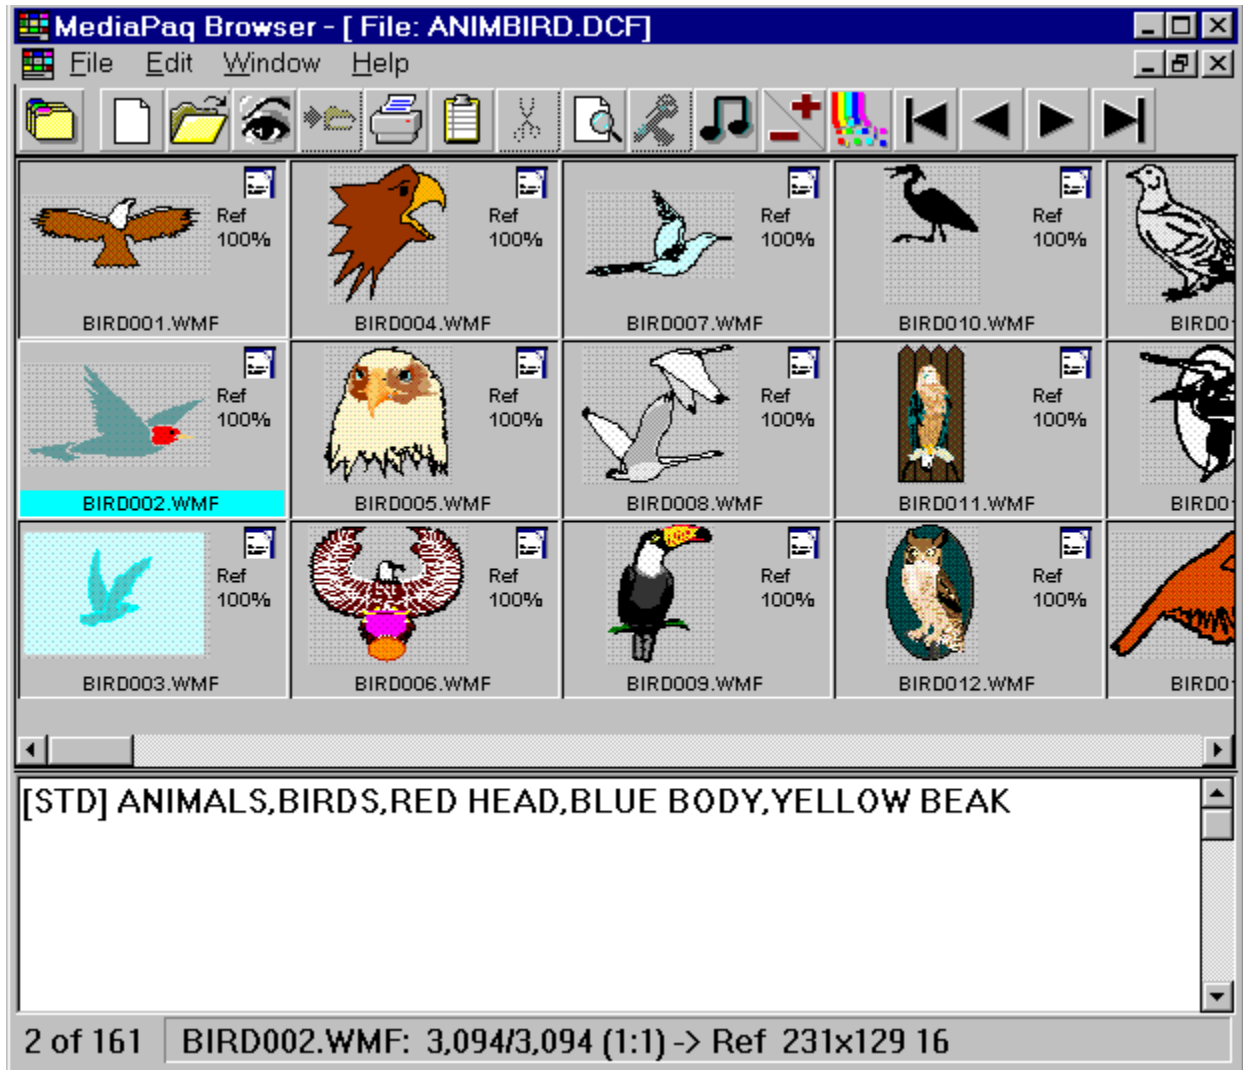 MediaPaq Browser - [ File: ANIMBIRD.DCF]
File Edit Window Help
Ref
100%
BIRD001.WMF
Ref
100%
BIRD004.WMF
Ref
100%
BIRD007.WMF
Ref
100%
BIRD010.WMF
Ref
100%
BIRD002.WMF
Ref
100%
BIRD005.WMF
Ref
100%
BIRD008.WMF
Ref
100%
BIRD011.WMF
Ref
100%
BIRD003.WMF
Ref
100%
BIRD006.WMF
Ref
100%
BIRD009.WMF
Ref
100%
BIRD012.WMF
[STD] ANIMALS,BIRDS,RED HEAD,BLUE BODY,YELLOW BEAK
2 of 161
BIRD002.WMF: 3,094/3,094 (1:1) -> Ref 231x129 16